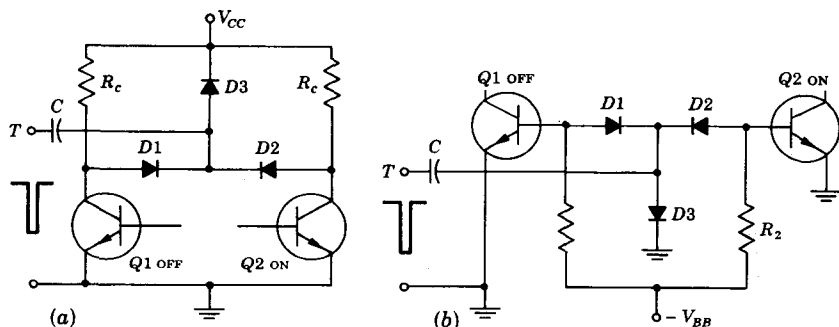 V_CC
R_c
D3
R_c
C
T
D1
D2
Q1 OFF
Q2 ON
(a)
Q1 OFF
Q2 ON
D1
D2
C
T
D3
R_2
(b)
- V_BB